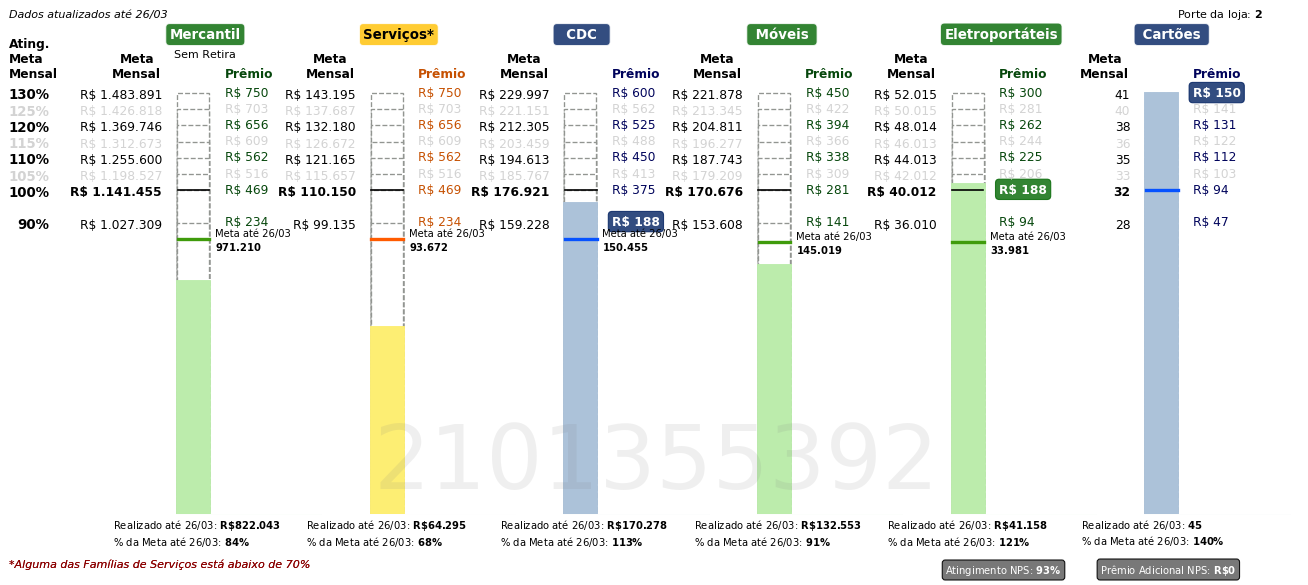 Dados atualizados até 26/03
Porte da loja: 2
Mercantil Serviços* CDC Móveis Eletroportáteis Cartões
Sem Retira
Ating. Meta Mensal
Meta Mensal Prêmio Meta Mensal Prêmio Meta Mensal Prêmio Meta Mensal Prêmio Meta Mensal Prêmio Meta Mensal Prêmio
130% R$ 1.483.891 R$ 750 R$ 143.195 R$ 750 R$ 229.997 R$ 600 R$ 221.878 R$ 450 R$ 52.015 R$ 300 41 R$ 150
125% R$ 1.426.818 R$ 703 R$ 137.687 R$ 703 R$ 221.151 R$ 562 R$ 213.345 R$ 422 R$ 50.015 R$ 281 40 R$ 141
120% R$ 1.369.746 R$ 656 R$ 132.180 R$ 656 R$ 212.305 R$ 525 R$ 204.811 R$ 394 R$ 48.014 R$ 262 38 R$ 131
115% R$ 1.312.673 R$ 609 R$ 126.672 R$ 609 R$ 203.459 R$ 488 R$ 196.277 R$ 366 R$ 46.013 R$ 244 36 R$ 122
110% R$ 1.255.600 R$ 562 R$ 121.165 R$ 562 R$ 194.613 R$ 450 R$ 187.743 R$ 338 R$ 44.013 R$ 225 35 R$ 112
105% R$ 1.198.527 R$ 516 R$ 115.657 R$ 516 R$ 185.767 R$ 413 R$ 179.209 R$ 309 R$ 42.012 R$ 206 33 R$ 103
100% R$ 1.141.455 R$ 469 R$ 110.150 R$ 469 R$ 176.921 R$ 375 R$ 170.676 R$ 281 R$ 40.012 R$ 188 32 R$ 94
90% R$ 1.027.309 R$ 234 R$ 99.135 R$ 234 R$ 159.228 R$ 188 R$ 153.608 R$ 141 R$ 36.010 R$ 94 28 R$ 47
Meta até 26/03 Meta até 26/03 Meta até 26/03 Meta até 26/03 Meta até 26/03
971.210 93.672 150.455 145.019 33.981
2101355392
Realizado até 26/03: R$822.043 Realizado até 26/03: R$64.295 Realizado até 26/03: R$170.278 Realizado até 26/03: R$132.553 Realizado até 26/03: R$41.158 Realizado até 26/03: 45
% da Meta até 26/03: 84% % da Meta até 26/03: 68% % da Meta até 26/03: 113% % da Meta até 26/03: 91% % da Meta até 26/03: 121% % da Meta até 26/03: 140%
*Alguma das Famílias de Serviços está abaixo de 70%
Atingimento NPS: 93% Prêmio Adicional NPS: R$0